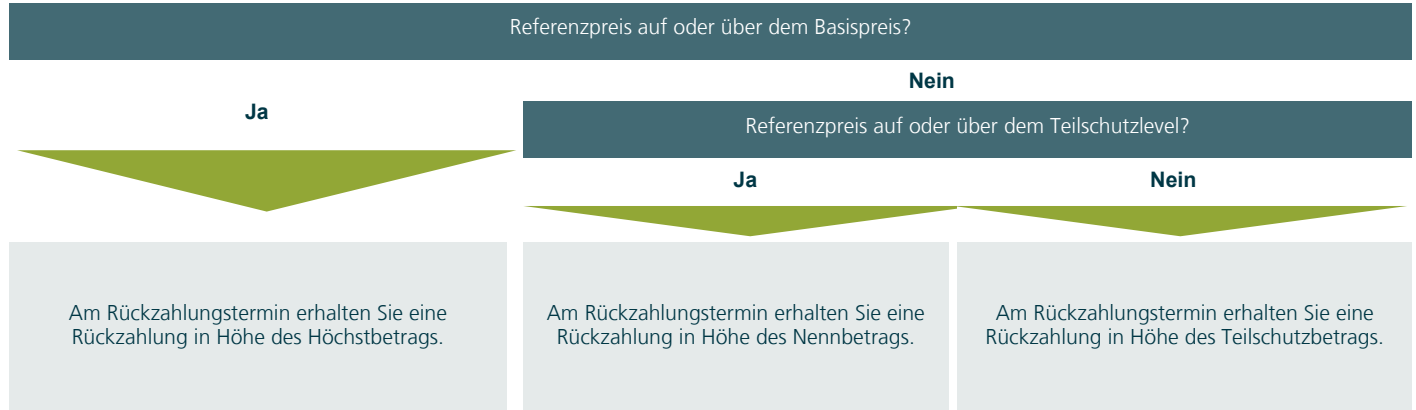 Referenzpreis auf oder über dem Basispreis?
Ja
Nein
Referenzpreis auf oder über dem Teilschutzlevel?
Ja
Nein
Am Rückzahlungstermin erhalten Sie eine
Rückzahlung in Höhe des Höchstbetrags.
Am Rückzahlungstermin erhalten Sie eine
Rückzahlung in Höhe des Nennbetrags.
Am Rückzahlungstermin erhalten Sie eine
Rückzahlung in Höhe des Teilschutzbetrags.